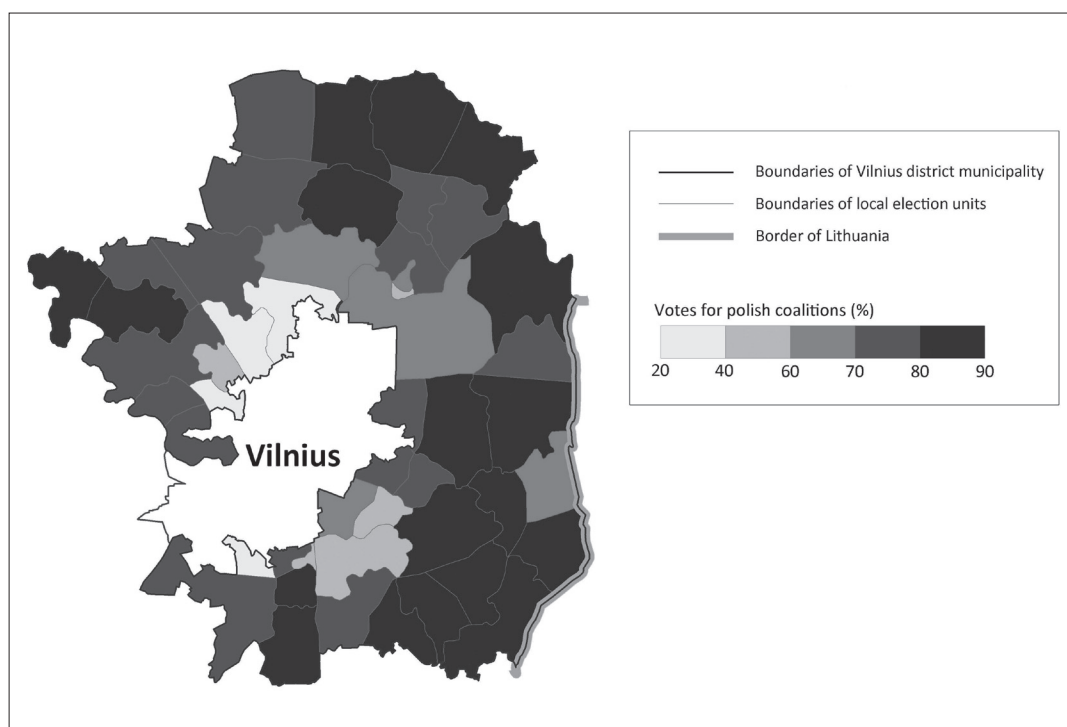 Boundaries of Vilnius district municipality
Boundaries of local election units
Border of Lithuania
Votes for polish coalitions (%)
20 40 60 70 80 90
Vilnius